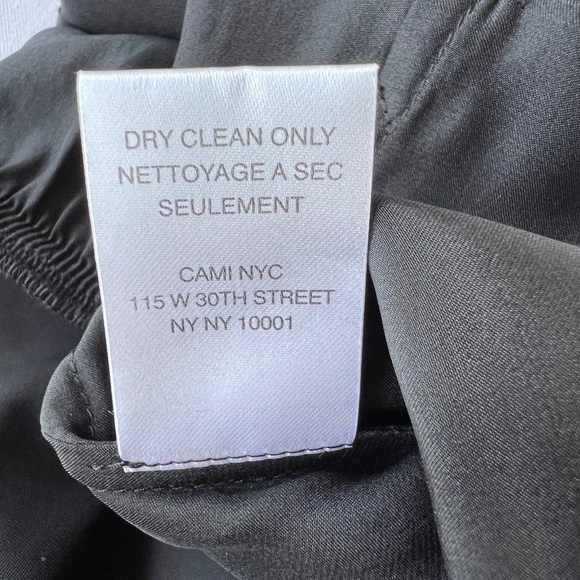 DRY CLEAN ONLY
NETTOYAGE A SEC
SEULEMENT
CAMI NYC
115 W 30TH STREET
NY NY 10001